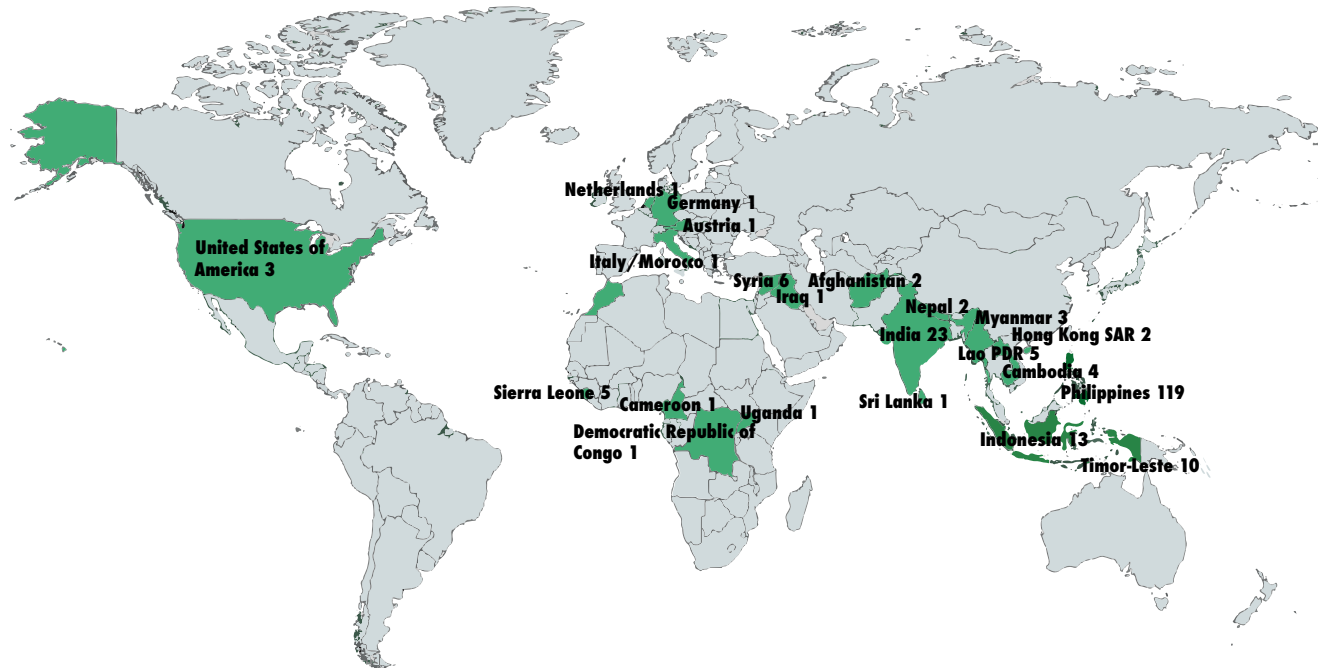 Netherlands 1
Germany 1
Austria 1
United States of
America 3
Italy/Morocco 1
Syria 6
Afghanistan 2
Iraq 1
Nepal 2
Myanmar 3
India 23
Hong Kong SAR 2
Lao PDR 5
Cambodia 4
Sierra Leone 5
Philippines 119
Cameroon 1
Sri Lanka 1
Uganda 1
Democratic Republic of
Congo 1
Indonesia 13
Timor-Leste 10